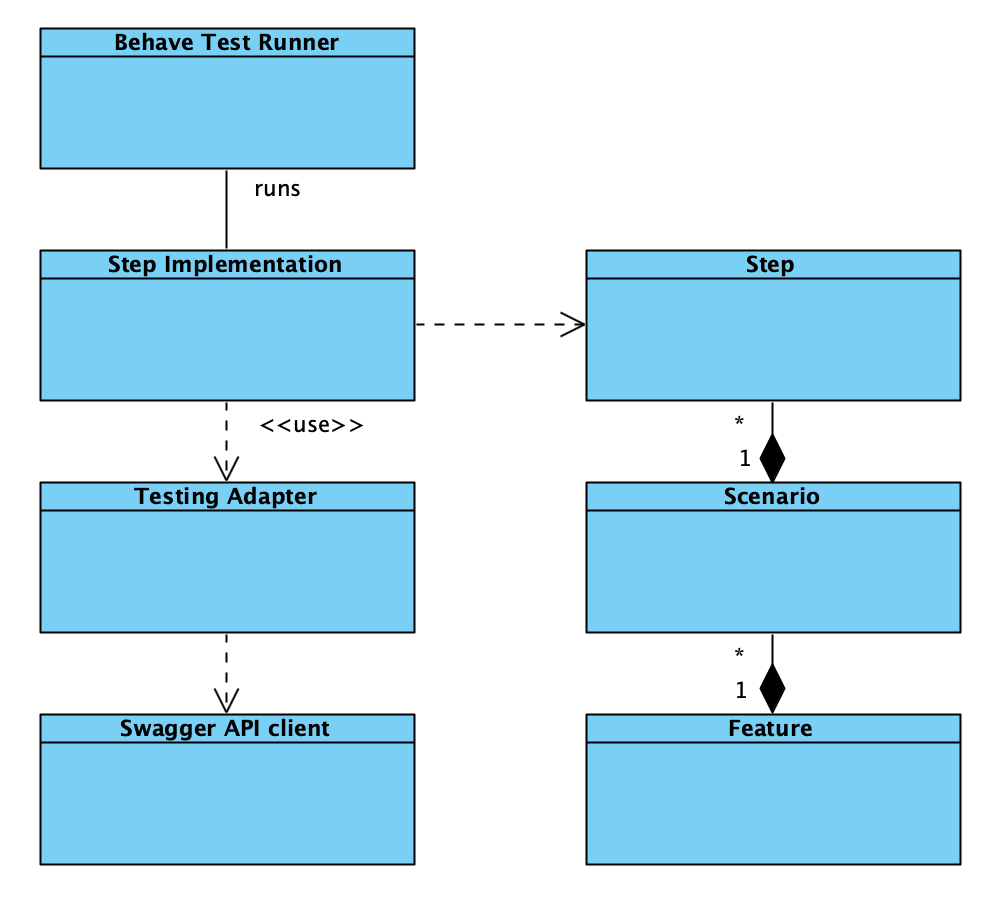 Behave Test Runner
runs
Step Implementation
Step
<<use>>
*
1
Testing Adapter
Scenario
*
1
Swagger API client
Feature